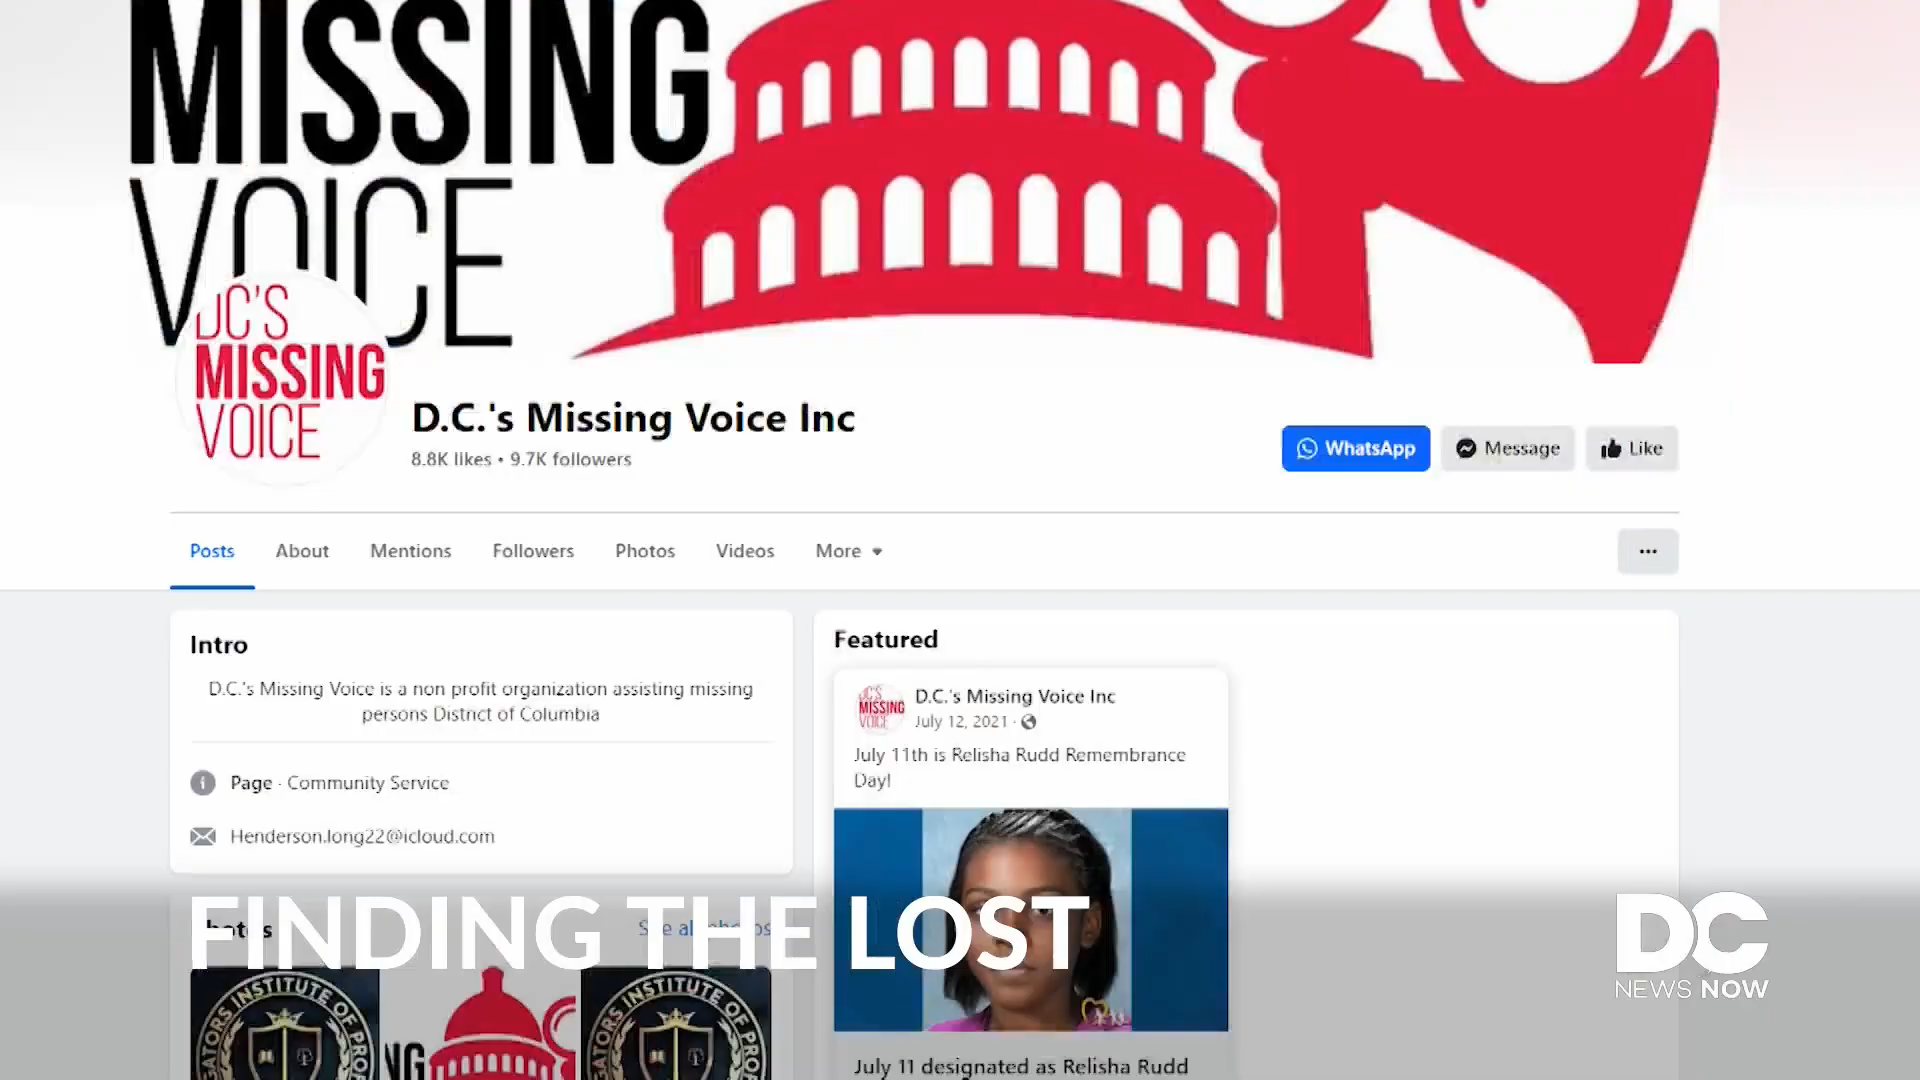 MISSING
VOICE
DC'S
MISSING
VOICE
D.C.'s Missing Voice Inc
8.8K likes • 9.7K followers
WhatsApp
Message
Like
Posts
About
Mentions
Followers
Photos
Videos
More
Intro
D.C.'s Missing Voice is a non profit organization assisting missing
persons District of Columbia
Page · Community Service
Henderson.long22@icloud.com
Featured
DC'S
MISSING
VOICE
D.C.'s Missing Voice Inc
July 12, 2021 ·
July 11th is Relisha Rudd Remembrance
Day!
FINDING THE LOST
DC
NEWS NOW
July 11 designated as Relisha Rudd